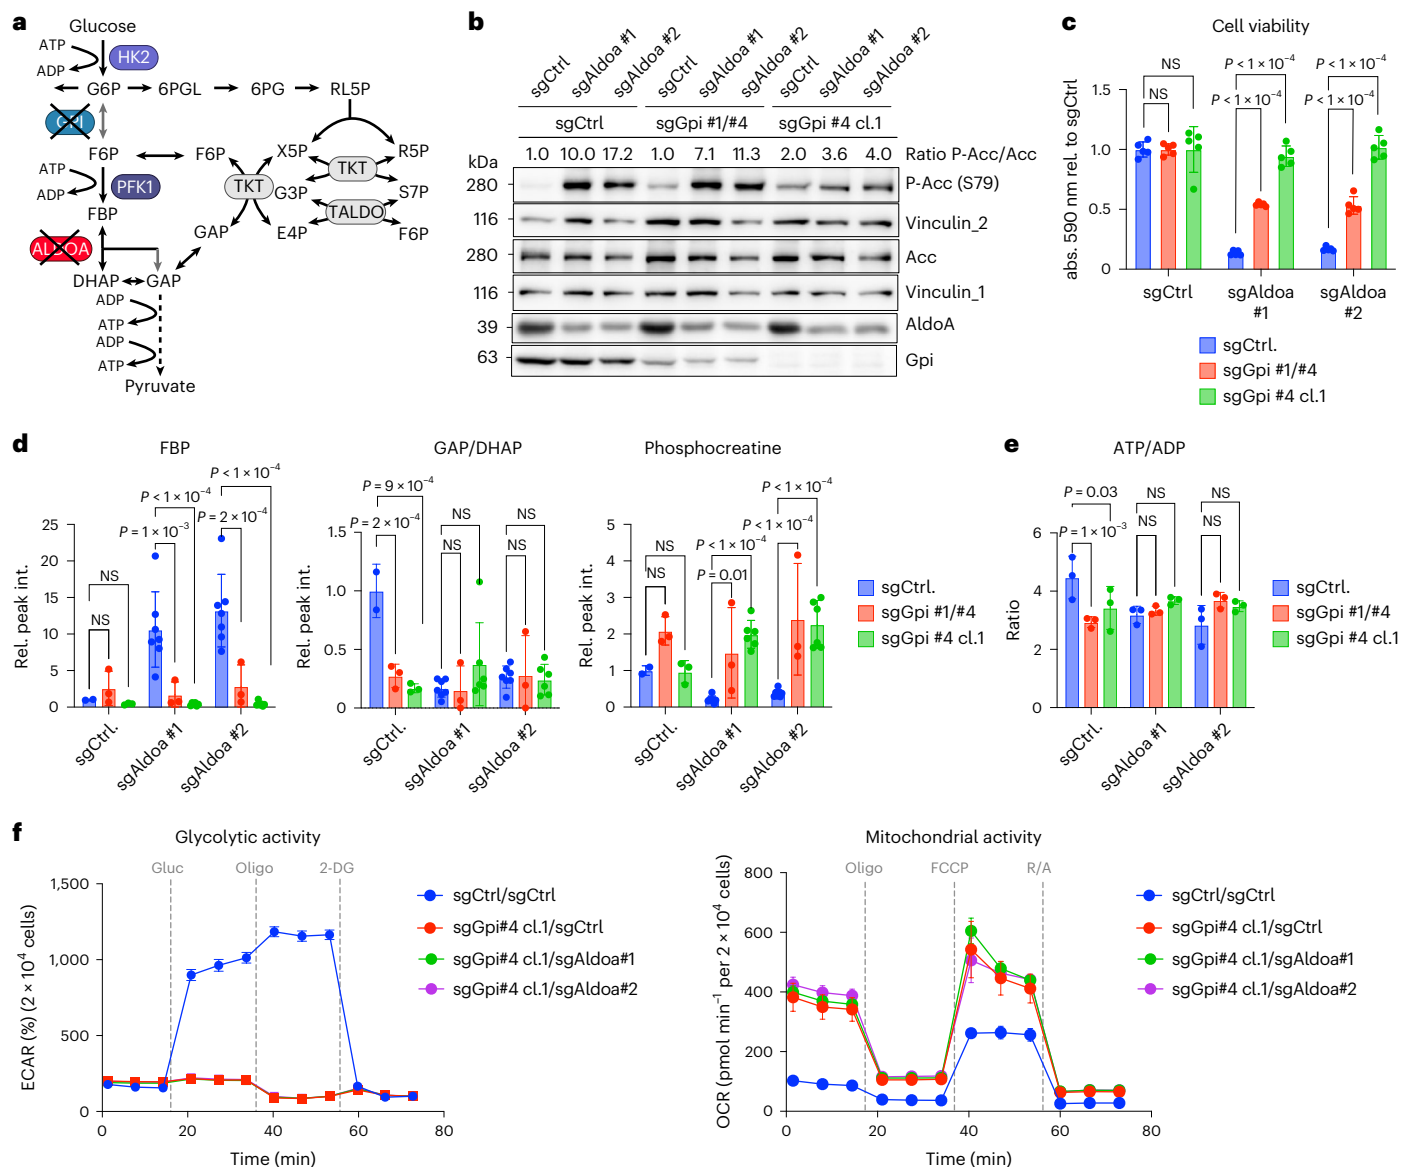 a
Glucose
ATP
HK2
ADP
G6P
6PGL
6PG
RL5P
GPI
F6P
F6P
X5P
R5P
ATP
PFK1
TKT
TKT
ADP
G3P
S7P
FBP
TALDO
ALDOA
GAP
E4P
F6P
DHAP
GAP
ADP
ATP
ADP
ATP
Pyruvate
b
sgCtrl
sgAldoa #1
sgAldoa #2
sgCtrl
sgAldoa #1
sgAldoa #2
sgCtrl
sgAldoa #1
sgAldoa #2
sgCtrl
sgGpi #1/#4
sgGpi #4 cl.1
kDa
1.0 10.0 17.2 1.0 7.1 11.3 2.0 3.6 4.0 Ratio P-Acc/Acc
280 P-Acc (S79)
116 Vinculin_2
280 Acc
116 Vinculin_1
39 AldoA
63 Gpi
c
Cell viability
NS
NS
P < 1 × 10⁻⁴
P < 1 × 10⁻⁴
P < 1 × 10⁻⁴
P < 1 × 10⁻⁴
abs. 590 nm rel. to sgCtrl
1.5
1.0
0.5
0
sgCtrl
sgAldoa
#1
sgAldoa
#2
sgCtrl.
sgGpi #1/#4
sgGpi #4 cl.1
d
FBP
P < 1 × 10⁻⁴
P < 1 × 10⁻⁴
P = 2 × 10⁻⁴
P = 1 × 10⁻³
NS
NS
Rel. peak int.
25
20
15
10
5
0
sgCtrl.
sgAldoa #1
sgAldoa #2
GAP/DHAP
P = 9 × 10⁻⁴
P = 2 × 10⁻⁴
NS
NS
NS
NS
Rel. peak int.
1.5
1.0
0.5
0
sgCtrl.
sgAldoa #1
sgAldoa #2
Phosphocreatine
P < 1 × 10⁻⁴
P < 1 × 10⁻⁴
P < 1 × 10⁻⁴
P = 0.01
NS
NS
Rel. peak int.
5
4
3
2
1
0
sgCtrl.
sgAldoa #1
sgAldoa #2
sgCtrl.
sgGpi #1/#4
sgGpi #4 cl.1
e
ATP/ADP
P = 0.03
P = 1 × 10⁻³
NS
NS
NS
NS
Ratio
6
4
2
0
sgCtrl.
sgAldoa #1
sgAldoa #2
sgCtrl.
sgGpi #1/#4
sgGpi #4 cl.1
f
Glycolytic activity
Gluc
Oligo
2-DG
ECAR (%) (2 × 10⁴ cells)
1,500
1,000
500
0
0 20 40 60 80
Time (min)
sgCtrl/sgCtrl
sgGpi#4 cl.1/sgCtrl
sgGpi#4 cl.1/sgAldoa#1
sgGpi#4 cl.1/sgAldoa#2
Mitochondrial activity
Oligo
FCCP
R/A
OCR (pmol min⁻¹ per 2 × 10⁴ cells)
800
600
400
200
0
0 20 40 60 80
Time (min)
sgCtrl/sgCtrl
sgGpi#4 cl.1/sgCtrl
sgGpi#4 cl.1/sgAldoa#1
sgGpi#4 cl.1/sgAldoa#2